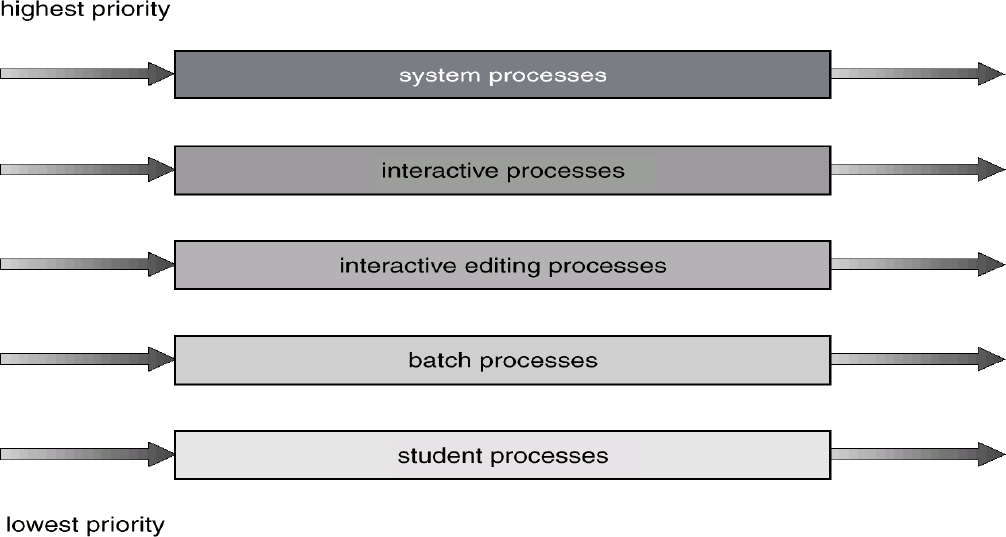 highest priority
system processes
interactive processes
interactive editing processes
batch processes
student processes
lowest priority